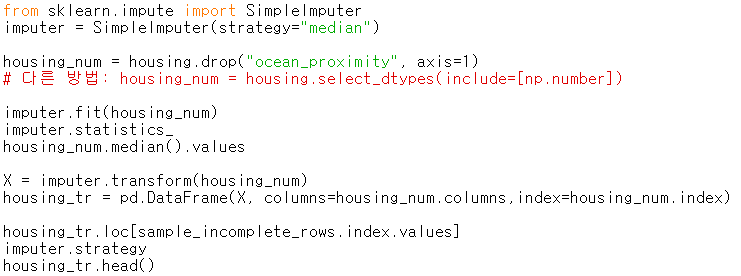 from sklearn.impute import SimpleImputer
imputer = SimpleImputer(strategy="median")
housing_num = housing.drop("ocean_proximity", axis=1)
# 다른 방법: housing_num = housing.select_dtypes(include=[np.number])
imputer.fit(housing_num)
imputer.statistics_
housing_num.median().values
X = imputer.transform(housing_num)
housing_tr = pd.DataFrame(X, columns=housing_num.columns,index=housing_num.index)
housing_tr.loc[sample_incomplete_rows.index.values]
imputer.strategy
housing_tr.head()